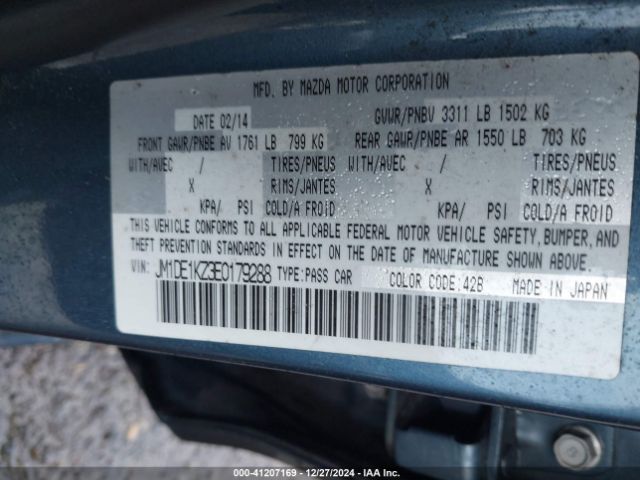 MFD. BY MAZDA MOTOR CORPORATION
DATE 02/14 GVWR/PNBV 3311 LB 1502 KG
FRONT GAWR/PNBE AV 1761 LB 799 KG REAR GAWR/PNBE AR 1550 LB 703 KG
WITH/AVEC / TIRES/PNEUS WITH/AVEC / TIRES/PNEUS
X RIMS/JANTES X RIMS/JANTES
KPA/ PSI COLD/A FROID KPA/ PSI COLD/A FROID
THIS VEHICLE CONFORMS TO ALL APPLICABLE FEDERAL MOTOR VEHICLE SAFETY, BUMPER, AND
THEFT PREVENTION STANDARDS IN EFFECT ON THE DATE OF MANUFACTURE SHOWN ABOVE.
VIN: JM1DE1KZ3E0179288 TYPE: PASS CAR COLOR CODE: 42B MADE IN JAPAN
000-41207169 • 12/27/2024 • IAA Inc.